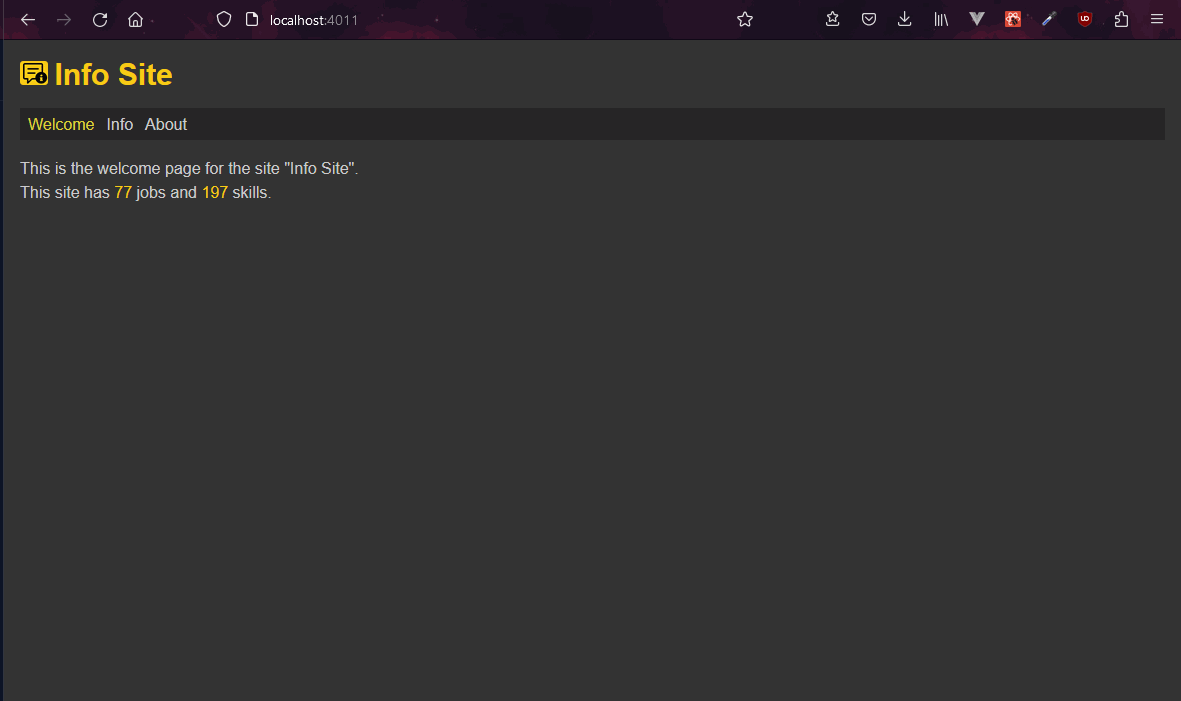 localhost:4011
Info Site
Welcome Info About
This is the welcome page for the site "Info Site".
This site has 77 jobs and 197 skills.